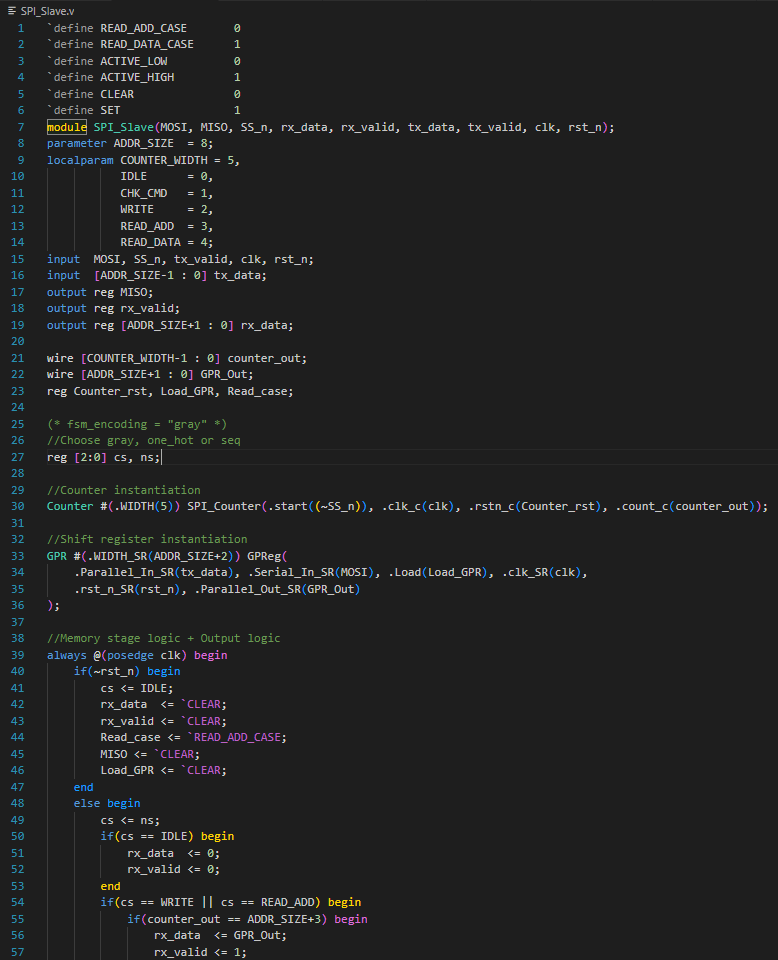 SPI_Slave.v
1 `define READ_ADD_CASE 0
2 `define READ_DATA_CASE 1
3 `define ACTIVE_LOW 0
4 `define ACTIVE_HIGH 1
5 `define CLEAR 0
6 `define SET 1
7 module SPI_Slave(MOSI, MISO, SS_n, rx_data, rx_valid, tx_data, tx_valid, clk, rst_n);
8 parameter ADDR_SIZE = 8;
9 localparam COUNTER_WIDTH = 5,
10 IDLE = 0,
11 CHK_CMD = 1,
12 WRITE = 2,
13 READ_ADD = 3,
14 READ_DATA = 4;
15 input MOSI, SS_n, tx_valid, clk, rst_n;
16 input [ADDR_SIZE-1 : 0] tx_data;
17 output reg MISO;
18 output reg rx_valid;
19 output reg [ADDR_SIZE+1 : 0] rx_data;
20
21 wire [COUNTER_WIDTH-1 : 0] counter_out;
22 wire [ADDR_SIZE+1 : 0] GPR_Out;
23 reg Counter_rst, Load_GPR, Read_case;
24
25 (* fsm_encoding = "gray" *)
26 //Choose gray, one_hot or seq
27 reg [2:0] cs, ns;
28
29 //Counter instantiation
30 Counter #(.WIDTH(5)) SPI_Counter(.start((~SS_n)), .clk_c(clk), .rstn_c(Counter_rst), .count_c(counter_out));
31
32 //Shift register instantiation
33 GPR #(.WIDTH_SR(ADDR_SIZE+2)) GPReg(
34 .Parallel_In_SR(tx_data), .Serial_In_SR(MOSI), .Load(Load_GPR), .clk_SR(clk),
35 .rst_n_SR(rst_n), .Parallel_Out_SR(GPR_Out)
36 );
37
38 //Memory stage logic + Output logic
39 always @(posedge clk) begin
40 if(~rst_n) begin
41 cs <= IDLE;
42 rx_data <= `CLEAR;
43 rx_valid <= `CLEAR;
44 Read_case <= `READ_ADD_CASE;
45 MISO <= `CLEAR;
46 Load_GPR <= `CLEAR;
47 end
48 else begin
49 cs <= ns;
50 if(cs == IDLE) begin
51 rx_data <= 0;
52 rx_valid <= 0;
53 end
54 if(cs == WRITE || cs == READ_ADD) begin
55 if(counter_out == ADDR_SIZE+3) begin
56 rx_data <= GPR_Out;
57 rx_valid <= 1;